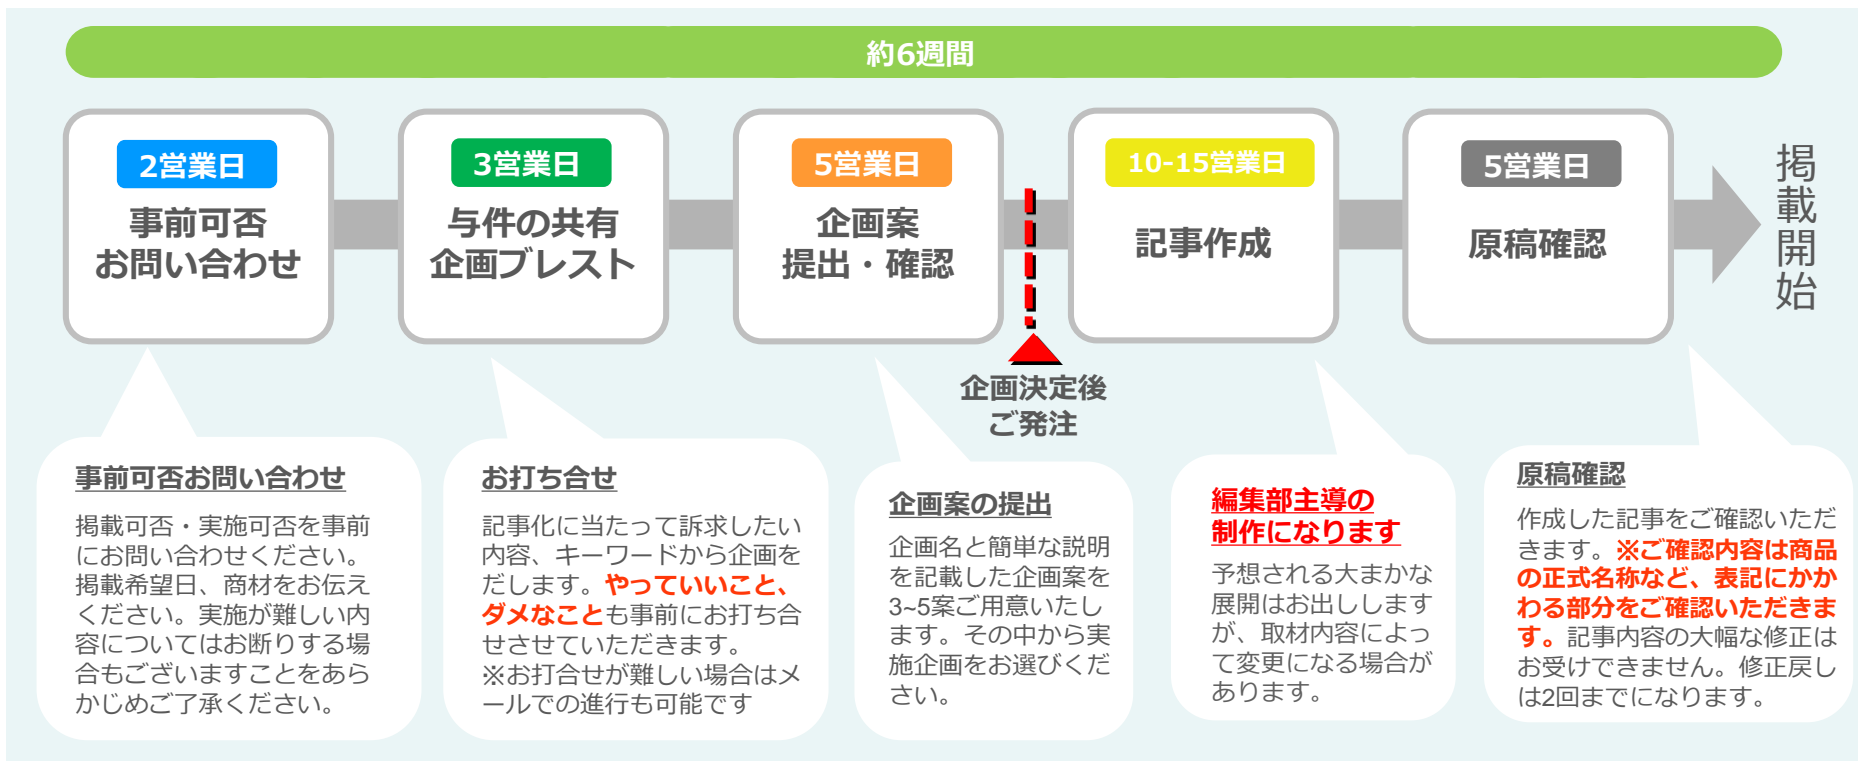 約6週間
2営業日
事前可否
お問い合わせ
3営業日
与件の共有
企画ブレスト
5営業日
企画案
提出・確認
10-15営業日
記事作成
5営業日
原稿確認
掲載開始
企画決定後
ご発注
事前可否お問い合わせ
掲載可否・実施可否を事前
にお問い合わせください。
掲載希望日、商材をお伝え
ください。実施が難しい内
容についてはお断りする場
合もございますことをあら
かじめご了承ください。
お打ち合せ
記事化に当たって訴求したい
内容、キーワードから企画を
だします。やっていいこと、
ダメなことも事前にお打ち合
せさせていただきます。
※お打合せが難しい場合はメ
ールでの進行も可能です
企画案の提出
企画名と簡単な説明
を記載した企画案を
3~5案ご用意いたし
ます。その中から実
施企画をお選びくだ
さい。
編集部主導の
制作になります
予想される大まかな
展開はお出しします
が、取材内容によっ
て変更になる場合が
あります。
原稿確認
作成した記事をご確認いただ
きます。※ご確認内容は商品
の正式名称など、表記にかか
わる部分をご確認いただきま
す。記事内容の大幅な修正は
お受けできません。修正戻し
は2回までになります。